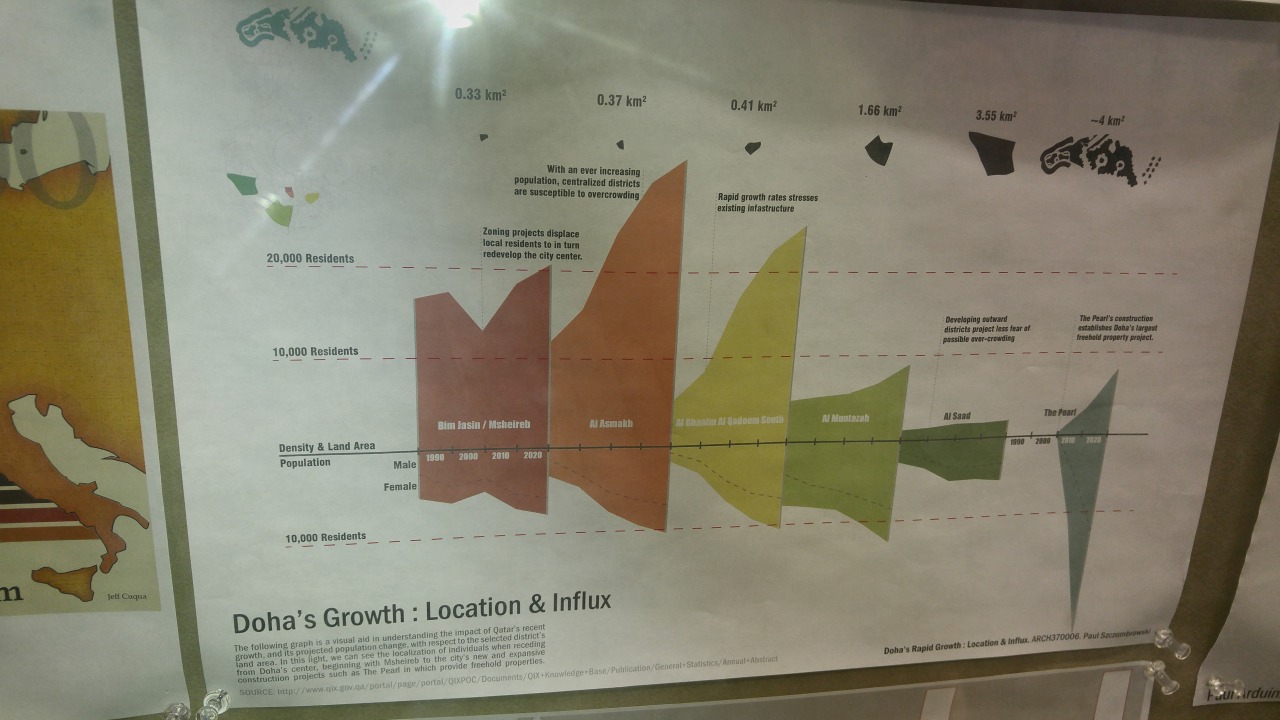 0.33 km²
0.37 km²
0.41 km²
1.66 km²
3.55 km²
~4 km²
With an ever increasing
population, centralized districts
are susceptible to overcrowding
Rapid growth rates stresses
existing infastructure
Zoning projects displace
local residents to in turn
redevelop the city center.
20,000 Residents
Developing outward
districts project less fear of
possible over-crowding
The Pearl's construction
establishes Doha's largest
freehold property project.
10,000 Residents
Bim Jasin / Msheireb
Al Asmakh
Al Ghanim Al Qadeem South
Al Muntazah
Al Saad
The Pearl
Density & Land Area
Population
Male
Female
1990 2000 2010 2020
1990 2000 2010 2020
10,000 Residents
Doha's Growth : Location & Influx
The following graph is a visual aid in understanding the impact of Qatar's recent
growth, and its projected population change, with respect to the selected district's
land area. In this light, we can see the localization of individuals when receding
from Doha's center, beginning with Msheireb to the city's new and expansive
construction projects such as The Pearl in which provide freehold properties.
SOURCE: http://www.qix.gov.qa/portal/page/portal/QIXPOC/Documents/QIX+Knowledge+Base/Publication/General+Statistics/Annual+Abstract
Doha's Rapid Growth : Location & Influx. ARCH370006. Paul Szczombrowski
m
Jeff Cuqua